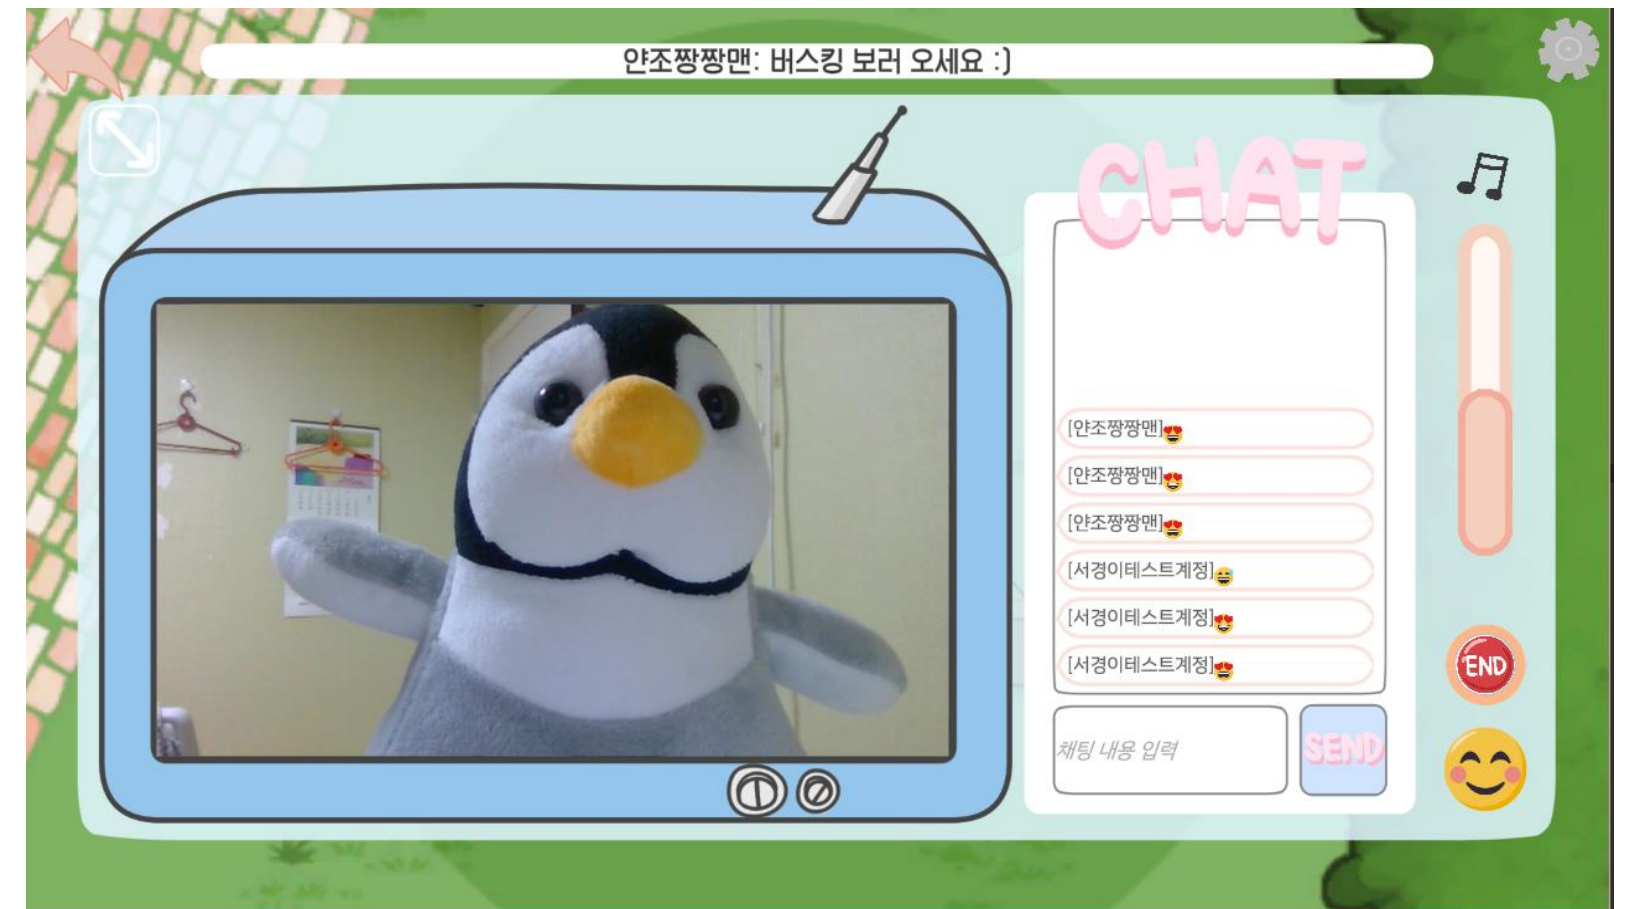 얀조짱짱맨: 버스킹 보러 오세요 :)
CHAT
[얀조짱짱맨]😍
[얀조짱짱맨]😍
[얀조짱짱맨]😍
[서경이테스트계정]😅
[서경이테스트계정]😍
[서경이테스트계정]😍
채팅 내용 입력
SEND
END